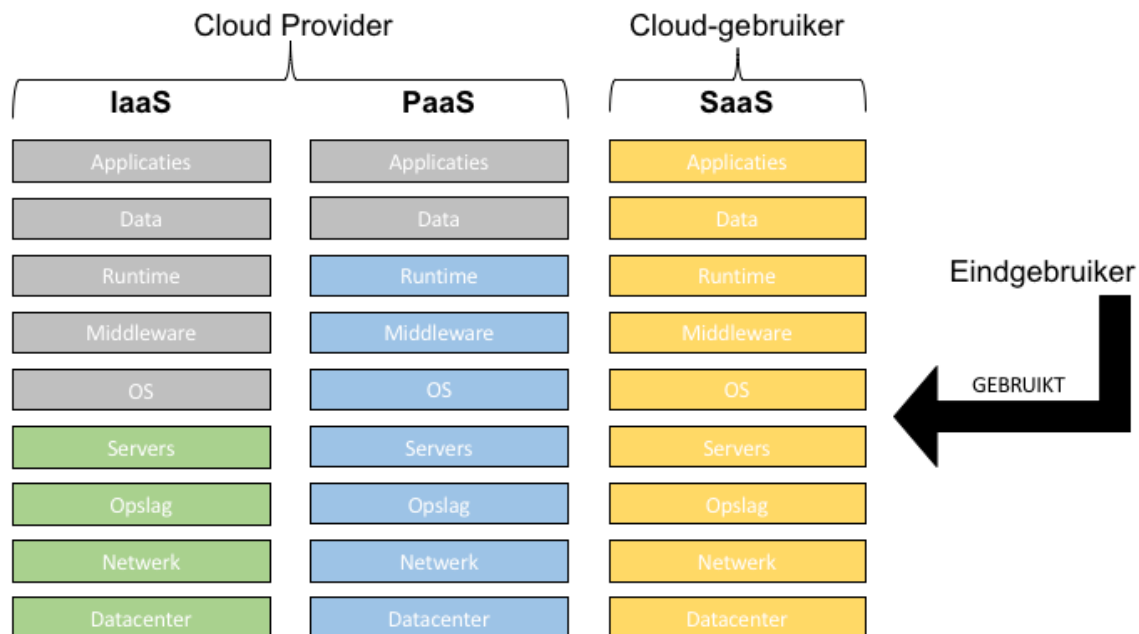 Cloud Provider
Cloud-gebruiker
IaaS
PaaS
SaaS
Applicaties
Applicaties
Applicaties
Data
Data
Data
Runtime
Runtime
Runtime
Eindgebruiker
Middleware
Middleware
Middleware
OS
OS
OS
GEBRUIKT
Servers
Servers
Servers
Opslag
Opslag
Opslag
Netwerk
Netwerk
Netwerk
Datacenter
Datacenter
Datacenter